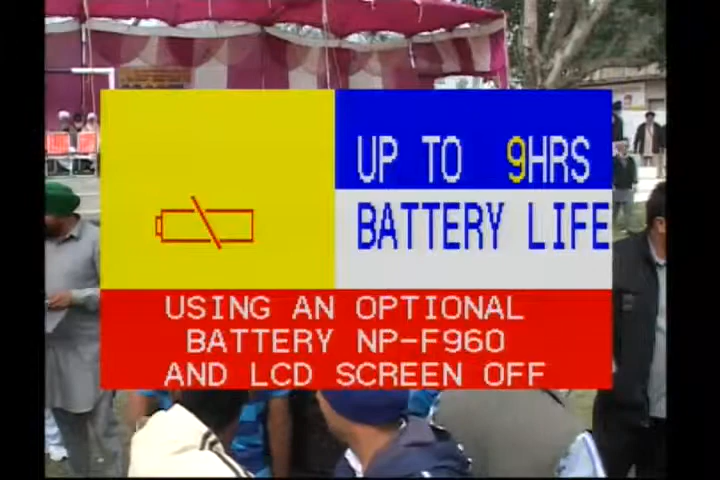 UP TO 9HRS
BATTERY LIFE
USING AN OPTIONAL
BATTERY NP-F960
AND LCD SCREEN OFF